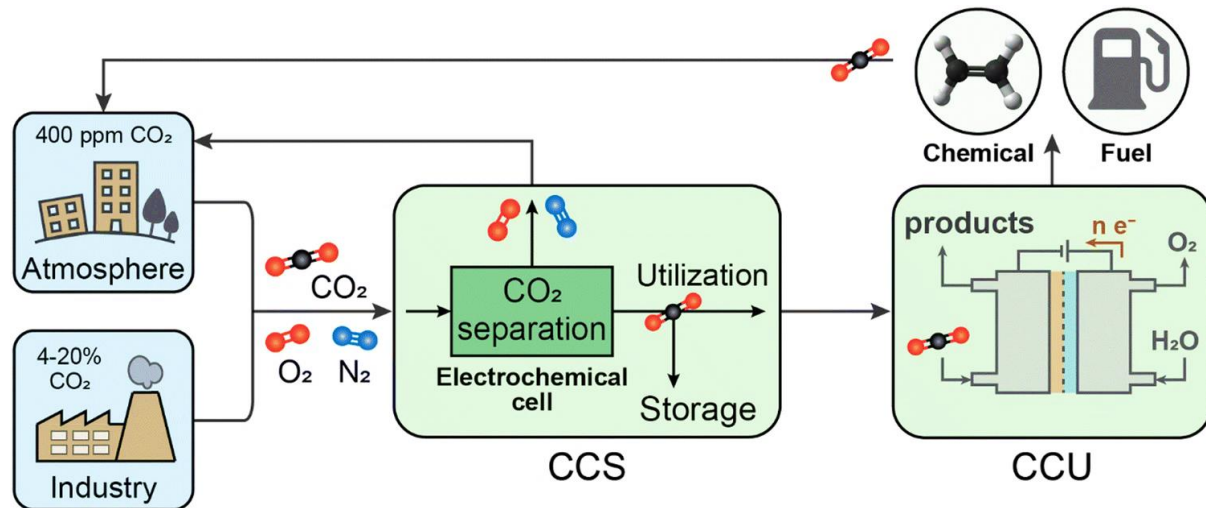 400 ppm CO₂
Atmosphere
4-20%
CO₂
Industry
CO₂
O₂ N₂
CO₂
separation
Electrochemical
cell
Utilization
Storage
CCS
Chemical
Fuel
products
n e⁻
O₂
H₂O
CCU